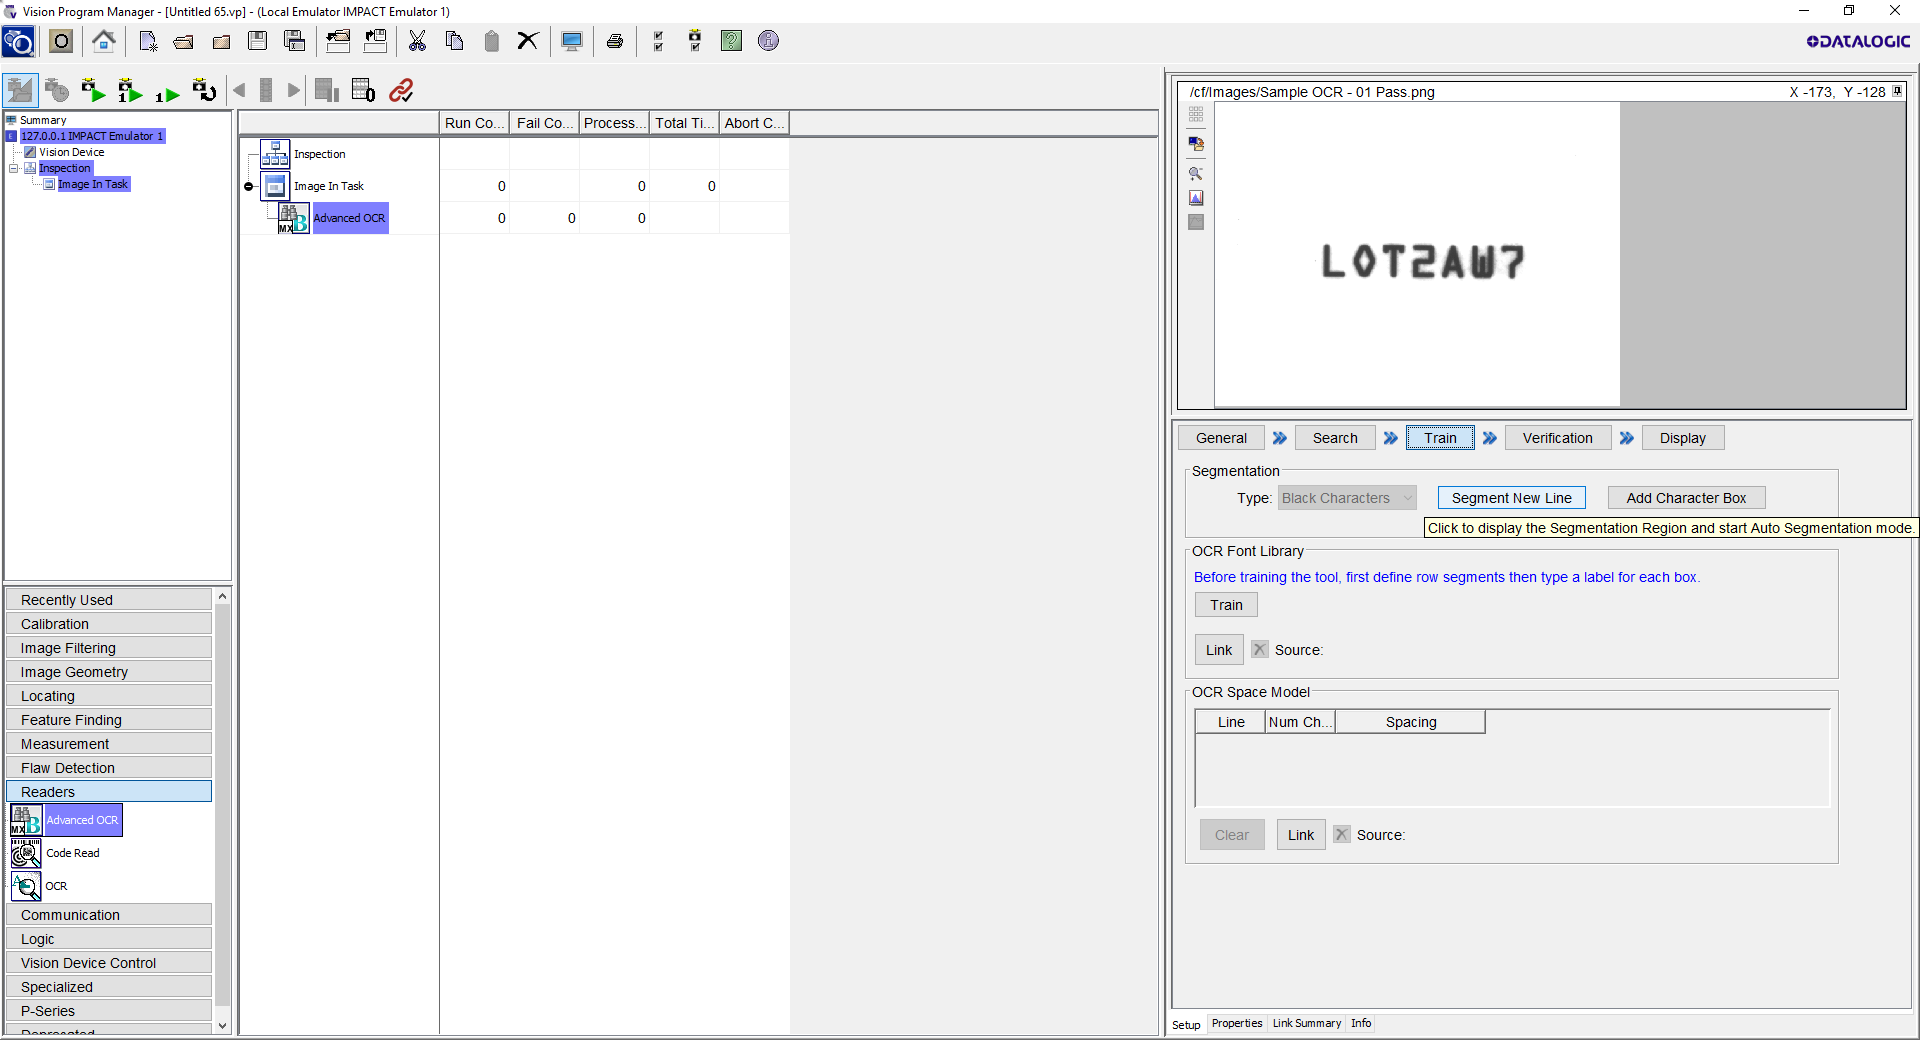 Vision Program Manager - [Untitled 65.vp] - (Local Emulator IMPACT Emulator 1)
DATALOGIC
Summary
127.0.0.1 IMPACT Emulator 1
Vision Device
Inspection
Image In Task
Run Co... Fail Co... Process... Total Ti... Abort C...
Inspection
Image In Task 0 0 0
MX B Advanced OCR 0 0 0
/cf/Images/Sample OCR - 01 Pass.png X -173, Y -128
LOT2AW7
General Search Train Verification Display
Segmentation
Type: Black Characters Segment New Line Add Character Box
Click to display the Segmentation Region and start Auto Segmentation mode.
OCR Font Library
Before training the tool, first define row segments then type a label for each box.
Train
Link Source:
OCR Space Model
Line Num Ch... Spacing
Clear Link Source:
Setup Properties Link Summary Info
Recently Used
Calibration
Image Filtering
Image Geometry
Locating
Feature Finding
Measurement
Flaw Detection
Readers
MX B Advanced OCR
Code Read
OCR
Communication
Logic
Vision Device Control
Specialized
P-Series
Deprecated